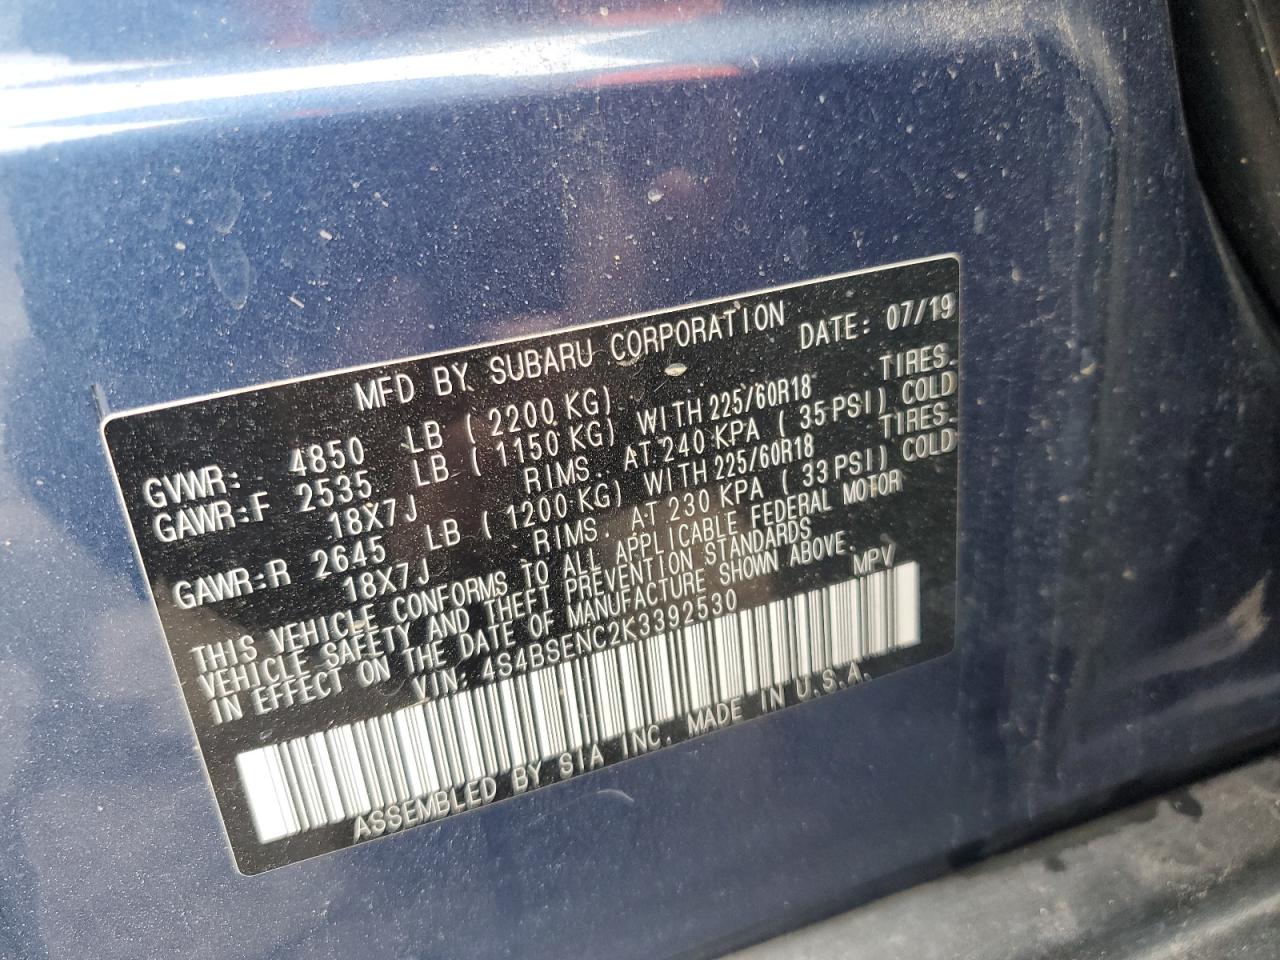 MFD BY SUBARU CORPORATION DATE: 07/19
GVWR: 4850 LB ( 2200 KG)
GAWR:F 2535 LB ( 1150 KG) WITH 225/60R18 TIRES.
18X7J RIMS. AT 240 KPA ( 35 PSI) COLD
GAWR:R 2645 LB ( 1200 KG) WITH 225/60R18 TIRES.
18X7J RIMS. AT 230 KPA ( 33 PSI) COLD
THIS VEHICLE CONFORMS TO ALL APPLICABLE FEDERAL MOTOR
VEHICLE SAFETY AND THEFT PREVENTION STANDARDS
IN EFFECT ON THE DATE OF MANUFACTURE SHOWN ABOVE.
VIN: 4S4BSENC2K3392530 MPV
ASSEMBLED BY SIA INC. MADE IN U.S.A.